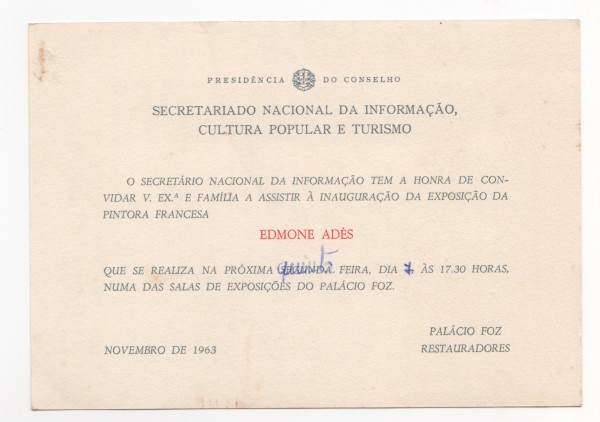 PRESIDÊNCIA DO CONSELHO
SECRETARIADO NACIONAL DA INFORMAÇÃO,
CULTURA POPULAR E TURISMO
O SECRETÁRIO NACIONAL DA INFORMAÇÃO TEM A HONRA DE CON-
VIDAR V. EX.ᴬ E FAMÍLIA A ASSISTIR À INAUGURAÇÃO DA EXPOSIÇÃO DA
PINTORA FRANCESA
EDMONE ADÈS
quinta
QUE SE REALIZA NA PRÓXIMA SEGUNDA FEIRA, DIA 7 ÀS 17.30 HORAS,
NUMA DAS SALAS DE EXPOSIÇÕES DO PALÁCIO FOZ.
PALÁCIO FOZ
NOVEMBRO DE 1963 RESTAURADORES